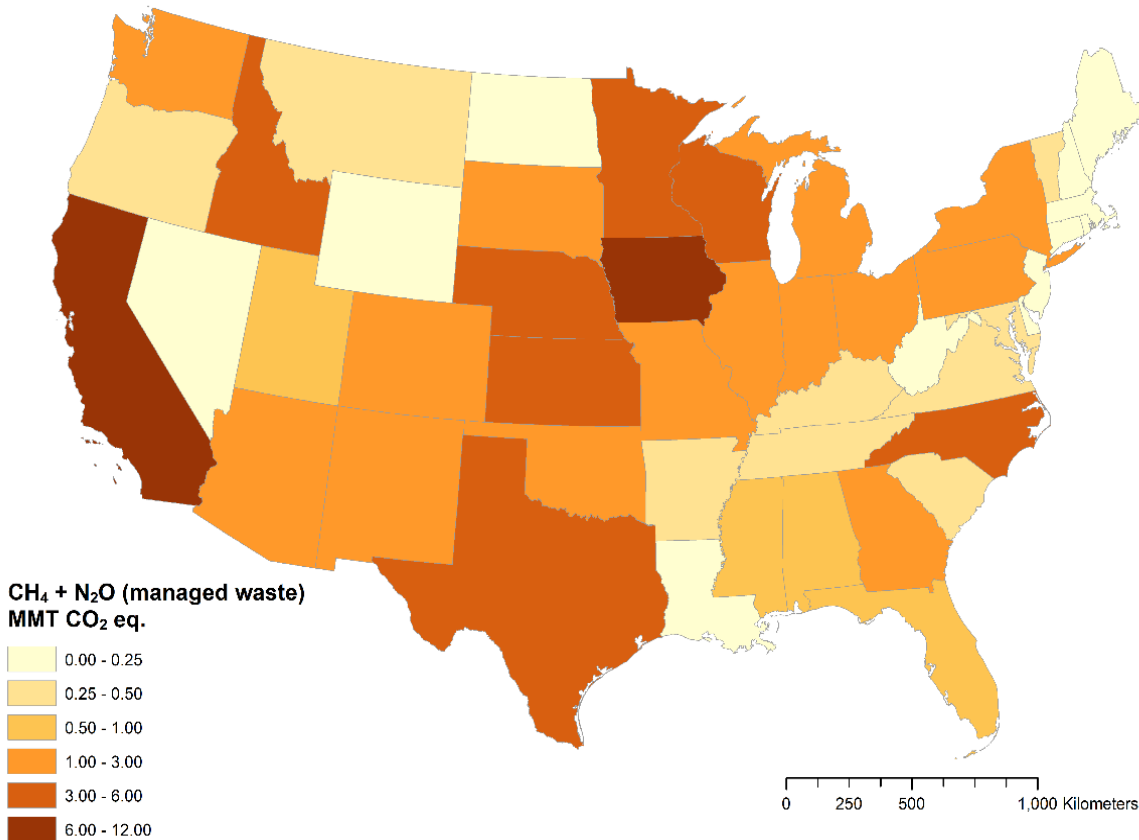 CH₄ + N₂O (managed waste)
MMT CO₂ eq.
0.00 - 0.25
0.25 - 0.50
0.50 - 1.00
1.00 - 3.00
3.00 - 6.00
6.00 - 12.00
0 250 500 1,000 Kilometers